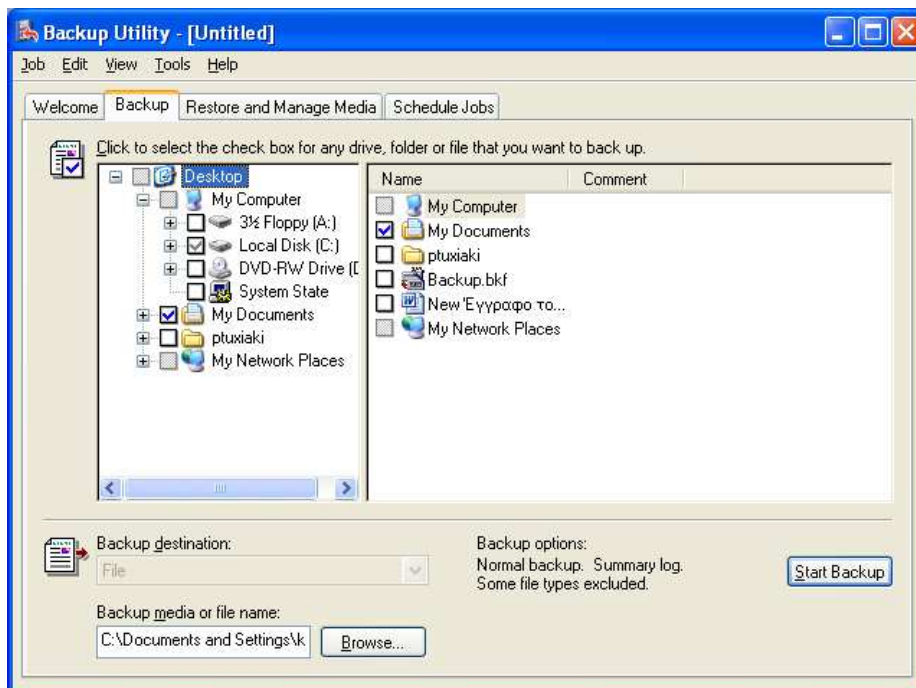 Backup Utility - [Untitled]
Job Edit View Tools Help
Welcome Backup Restore and Manage Media Schedule Jobs
Click to select the check box for any drive, folder or file that you want to back up.
Desktop
My Computer
3½ Floppy (A:)
Local Disk (C:)
DVD-RW Drive (D
System State
My Documents
ptuxiaki
My Network Places
Name Comment
My Computer
My Documents
ptuxiaki
Backup.bkf
New Έγγραφο το...
My Network Places
Backup destination:
File
Backup media or file name:
C:\Documents and Settings\k
Browse...
Backup options:
Normal backup. Summary log.
Some file types excluded.
Start Backup